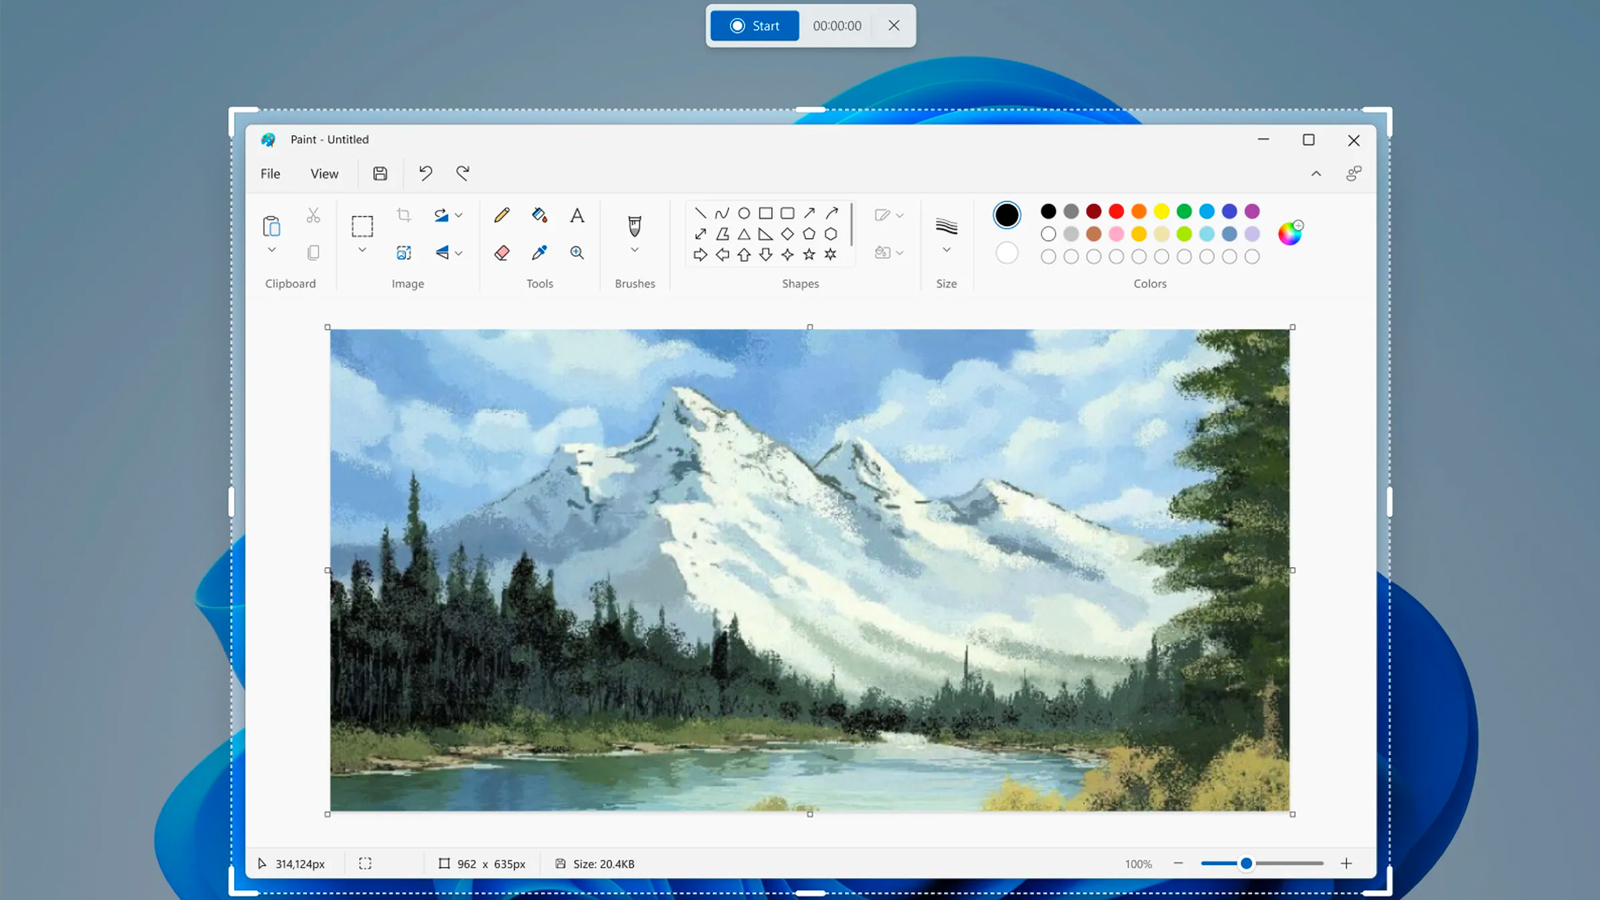 Start 00:00:00
Paint - Untitled
File View
Clipboard Image Tools Brushes Shapes Size Colors
314,124px 962 x 635px Size: 20.4KB 100%